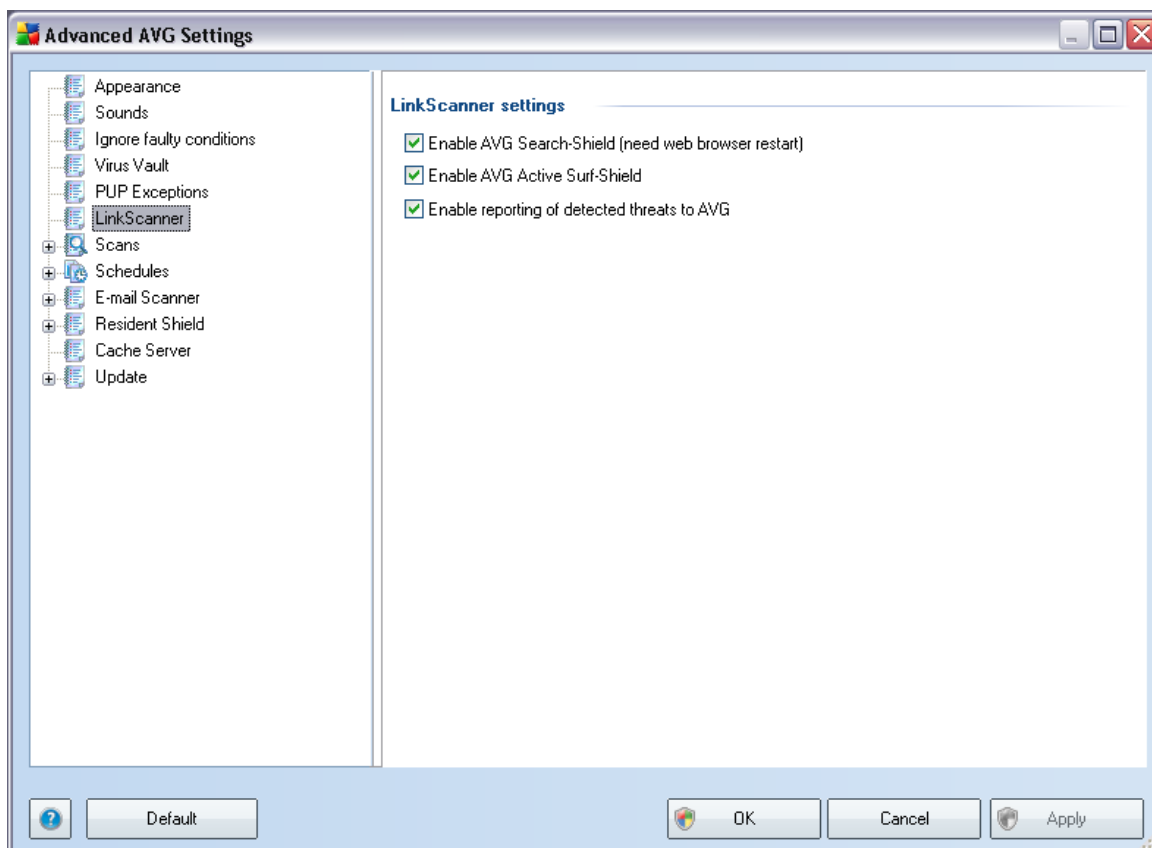 Advanced AVG Settings
Appearance
Sounds
Ignore faulty conditions
Virus Vault
PUP Exceptions
LinkScanner
Scans
Schedules
E-mail Scanner
Resident Shield
Cache Server
Update
LinkScanner settings
Enable AVG Search-Shield (need web browser restart)
Enable AVG Active Surf-Shield
Enable reporting of detected threats to AVG
Default
OK
Cancel
Apply